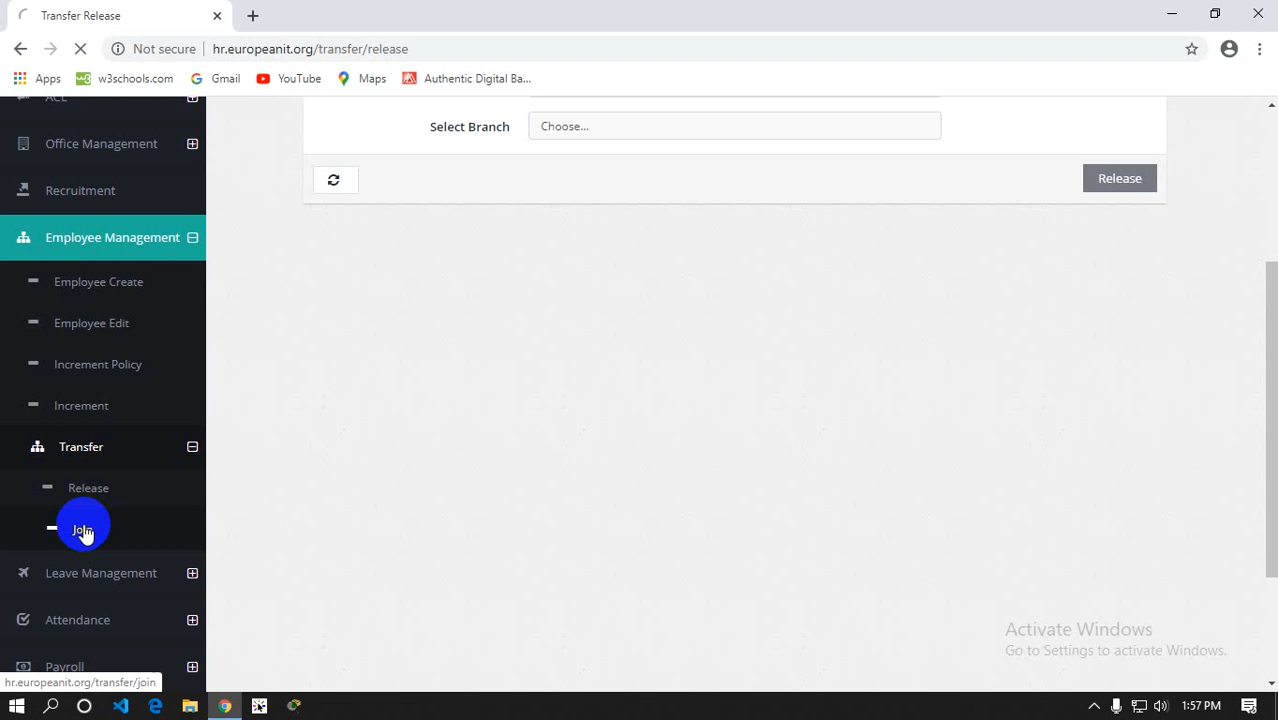 Transfer Release
Not secure hr.europeanit.org/transfer/release
Apps w3schools.com Gmail YouTube Maps Authentic Digital Ba...
ACL
Office Management
Recruitment
Employee Management
Employee Create
Employee Edit
Increment Policy
Increment
Transfer
Release
Join
Leave Management
Attendance
Payroll
hr.europeanit.org/transfer/join
Select Branch Choose...
Release
Activate Windows
Go to Settings to activate Windows.
1:57 PM